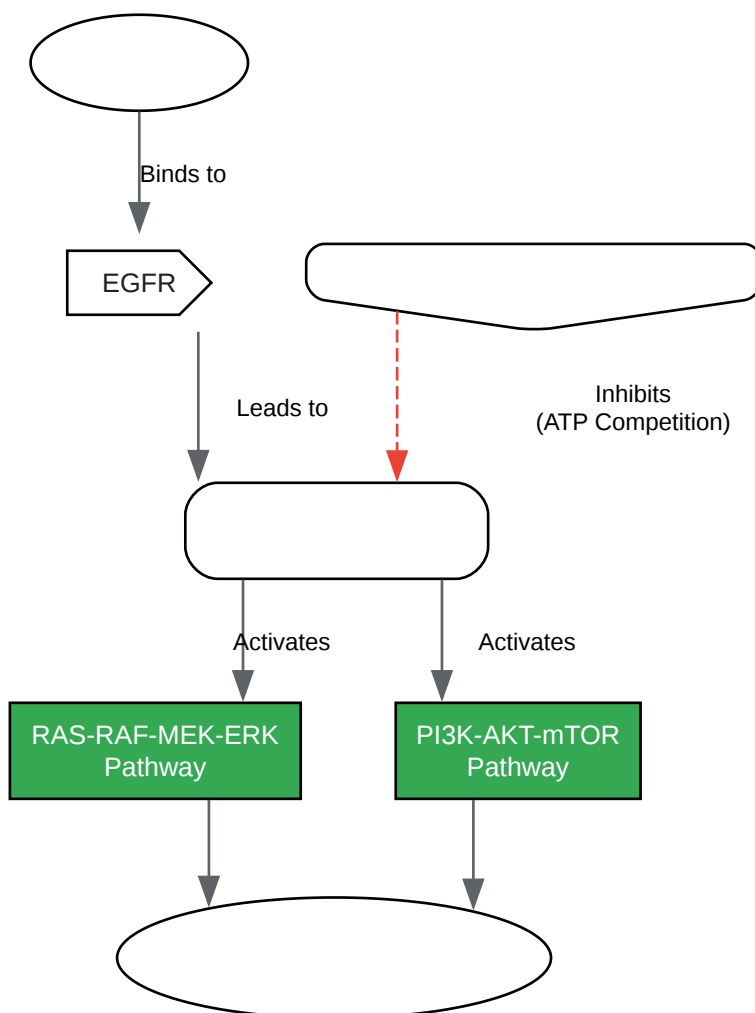 Binds to
EGFR
Inhibits
(ATP Competition)
Leads to
Activates
Activates
RAS-RAF-MEK-ERK
Pathway
PI3K-AKT-mTOR
Pathway